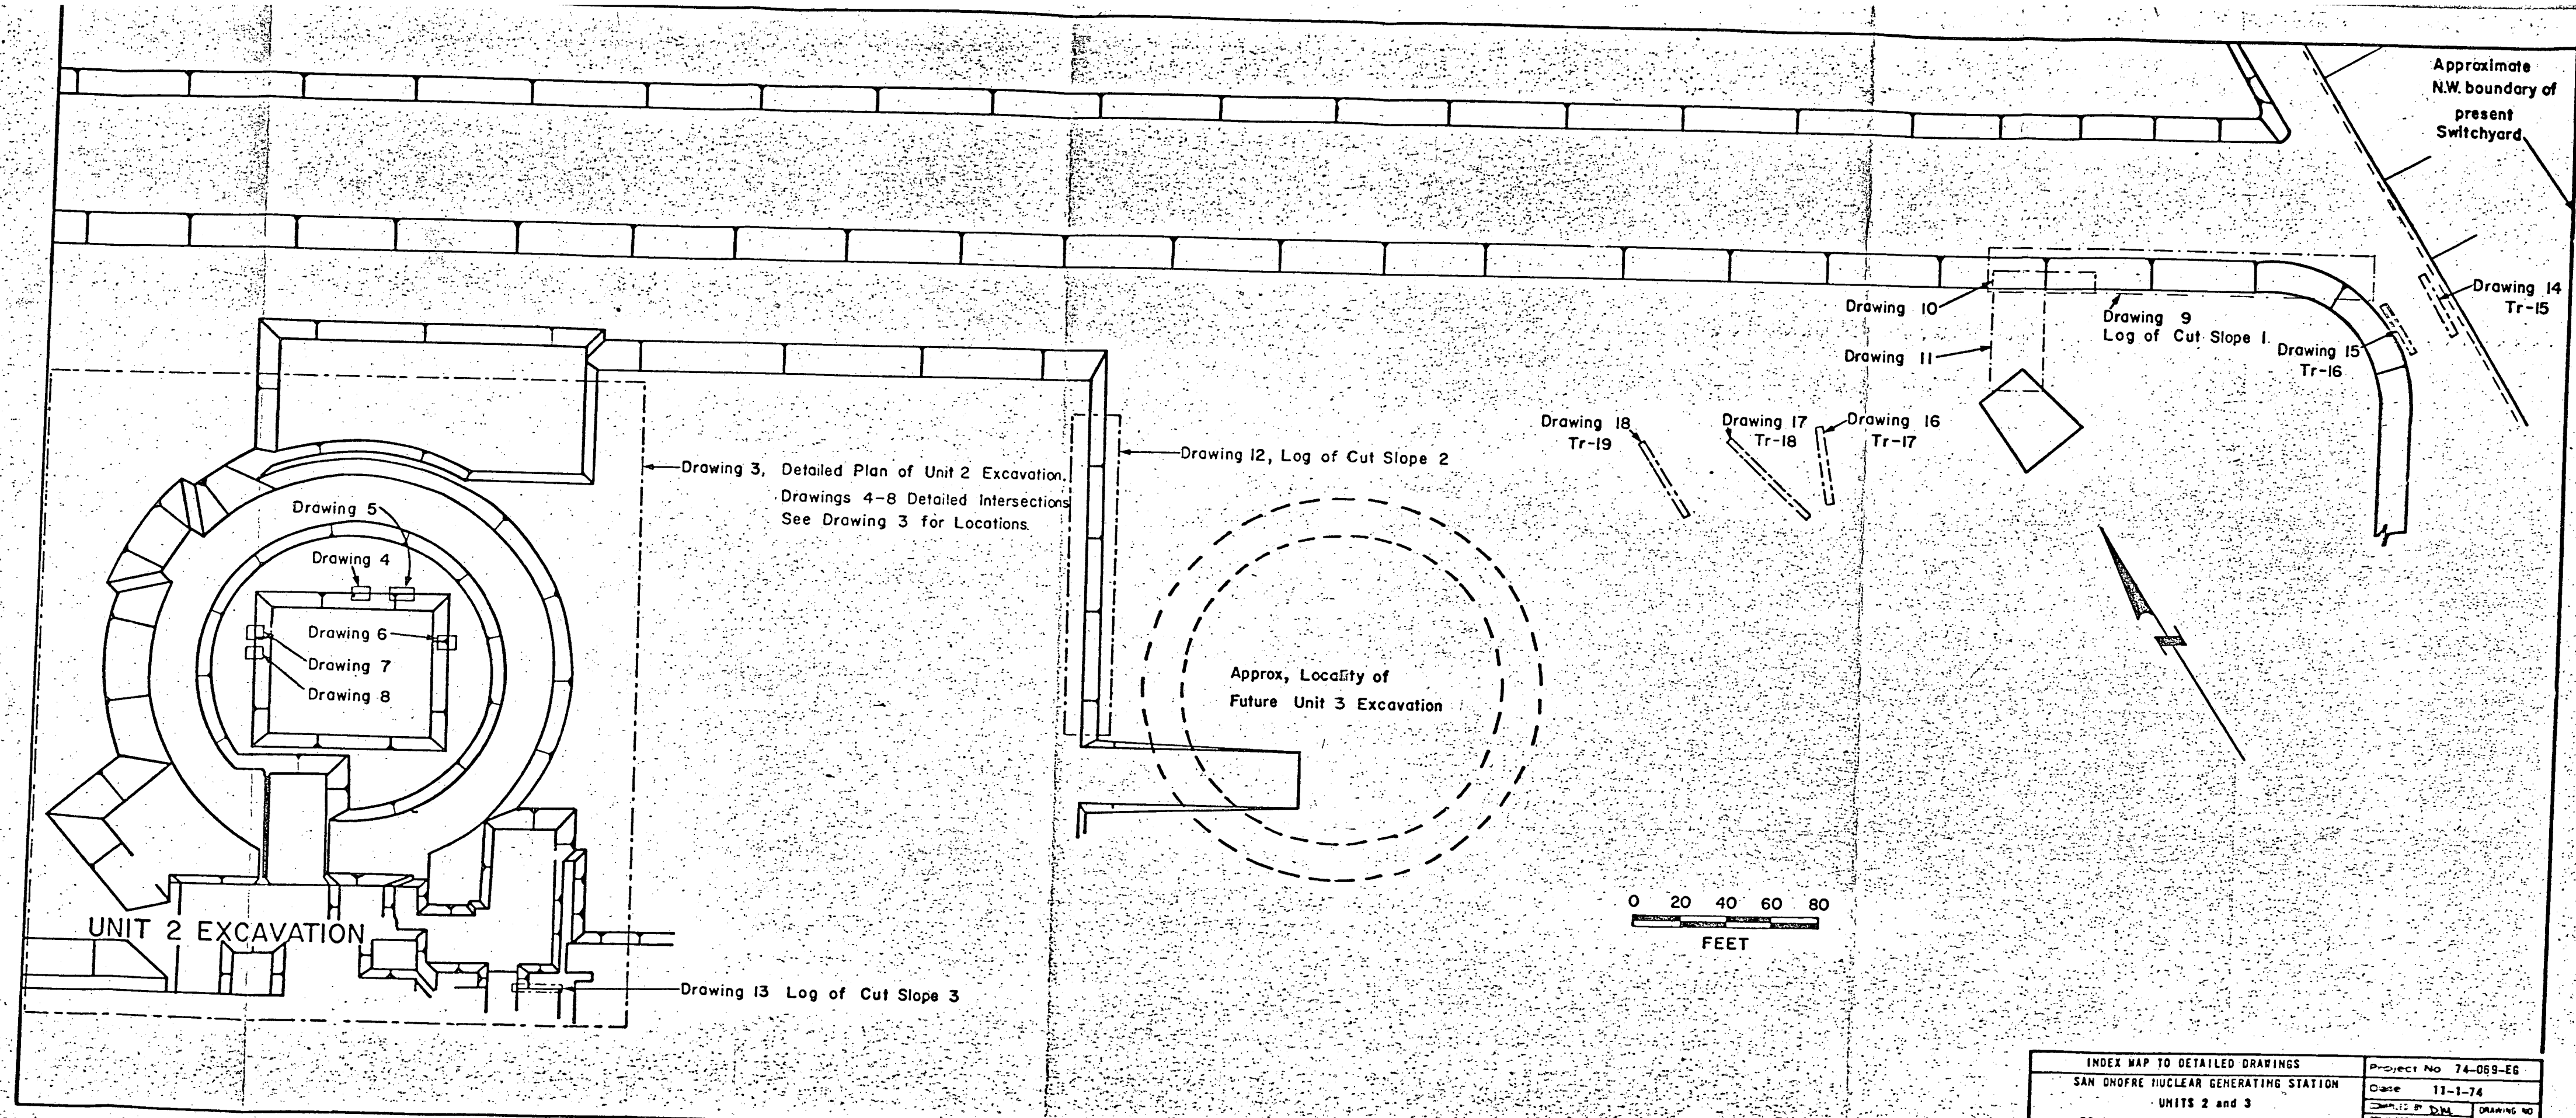 Approximate
N.W. boundary of
present
Switchyard
Drawing 14
Tr-15
Drawing 10
Drawing 9
Log of Cut Slope 1
Drawing 15
Tr-16
Drawing 11
Drawing 18
Tr-19
Drawing 17
Tr-18
Drawing 16
Tr-17
Drawing 3, Detailed Plan of Unit 2 Excavation.
Drawings 4-8 Detailed Intersections
See Drawing 3 for Locations.
Drawing 12, Log of Cut Slope 2
Drawing 5
Drawing 4
Drawing 6
Drawing 7
Drawing 8
Approx, Locality of
Future Unit 3 Excavation
0 20 40 60 80
FEET
UNIT 2 EXCAVATION
Drawing 13 Log of Cut Slope 3
INDEX MAP TO DETAILED DRAWINGS
SAN ONOFRE NUCLEAR GENERATING STATION
UNITS 2 and 3
Project No 74-069-EG
Date 11-1-74
DRAWING NO